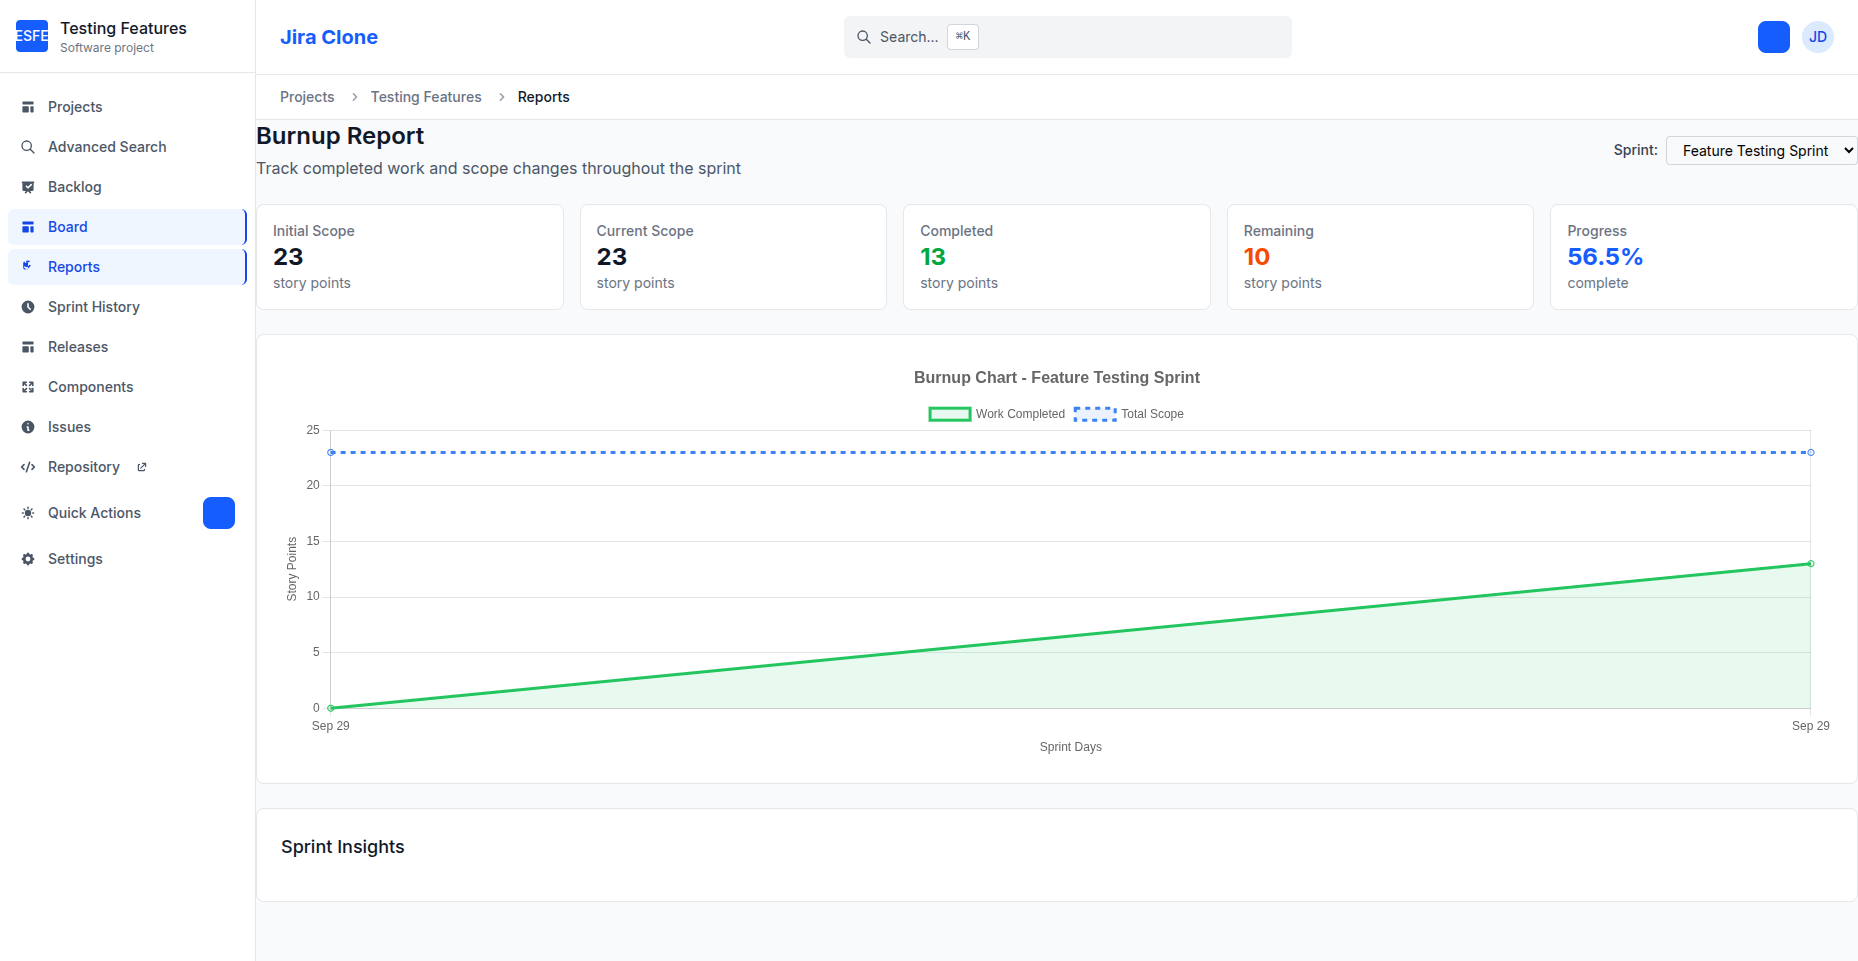 ESFE
Testing Features
Software project
Projects
Advanced Search
Backlog
Board
Reports
Sprint History
Releases
Components
Issues
Repository
Quick Actions
Settings
Jira Clone
Search... ⌘K
JD
Projects > Testing Features > Reports
Burnup Report
Track completed work and scope changes throughout the sprint
Sprint: Feature Testing Sprint
Initial Scope
23
story points
Current Scope
23
story points
Completed
13
story points
Remaining
10
story points
Progress
56.5%
complete
Burnup Chart - Feature Testing Sprint
Work Completed Total Scope
25
20
15
10
5
0
Story Points
Sep 29 Sep 29
Sprint Days
Sprint Insights